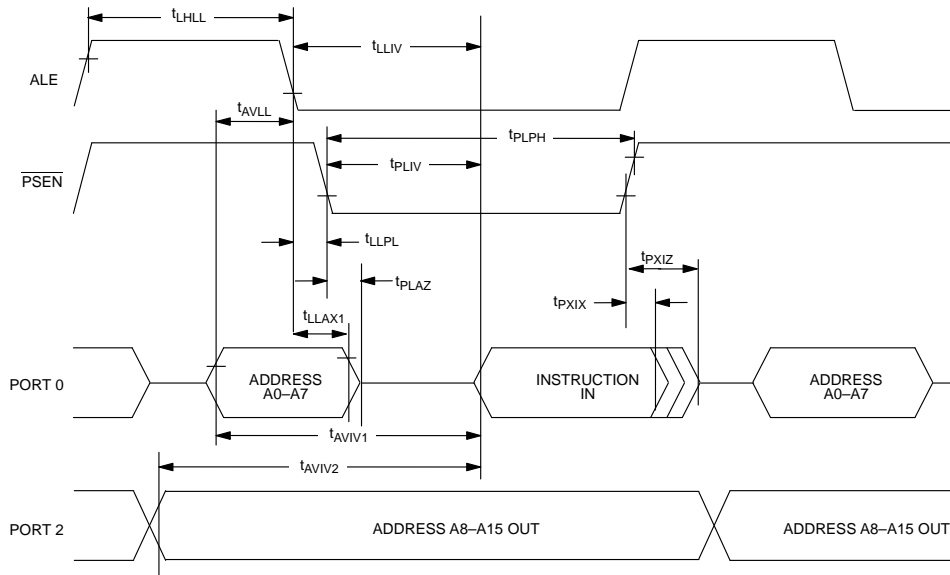 tLHLL
tLLIV
ALE
tAVLL
tPLPH
tPLIV
PSEN
tLLPL
tPXIZ
tPLAZ
tPXIX
tLLAX1
PORT 0
ADDRESS
A0–A7
INSTRUCTION
IN
ADDRESS
A0–A7
tAVIV1
tAVIV2
PORT 2
ADDRESS A8–A15 OUT
ADDRESS A8–A15 OUT